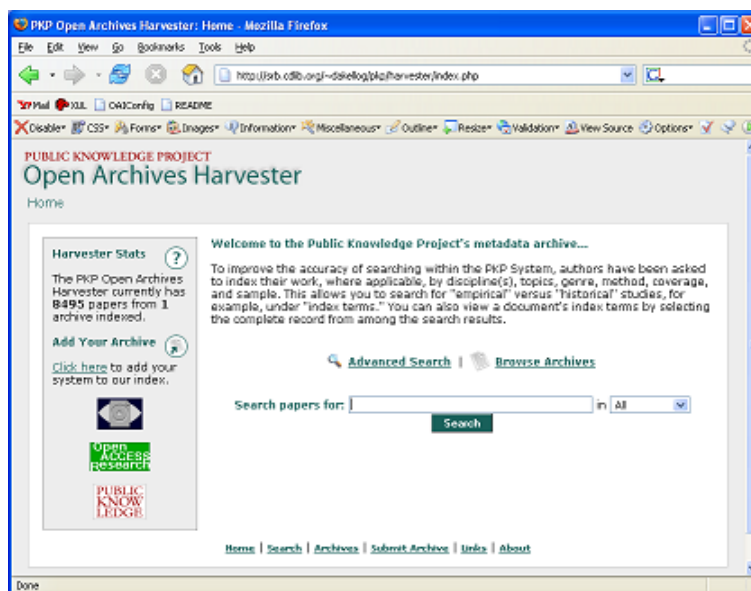 PKP Open Archives Harvester: Home - Mozilla Firefox
File Edit View Go Bookmarks Tools Help
http://isrb.cdlib.org/~dskellog/pkp/harvester/index.php
Mail XUL OAIConfig README
Disable CSS Forms Images Information Miscellaneous Outline Resize Validation View Source Options
PUBLIC KNOWLEDGE PROJECT
Open Archives Harvester
Home
Harvester Stats ?
The PKP Open Archives
Harvester currently has
8495 papers from 1
archive indexed.
Add Your Archive
Click here to add your
system to our index.
Open
ACCESS
Research
PUBLIC
KNOW
LEDGE
Welcome to the Public Knowledge Project's metadata archive...
To improve the accuracy of searching within the PKP System, authors have been asked
to index their work, where applicable, by discipline(s), topics, genre, method, coverage,
and sample. This allows you to search for "empirical" versus "historical" studies, for
example, under "index terms." You can also view a document's index terms by selecting
the complete record from among the search results.
Advanced Search | Browse Archives
Search papers for: in All
Search
Home | Search | Archives | Submit Archive | Links | About
Done